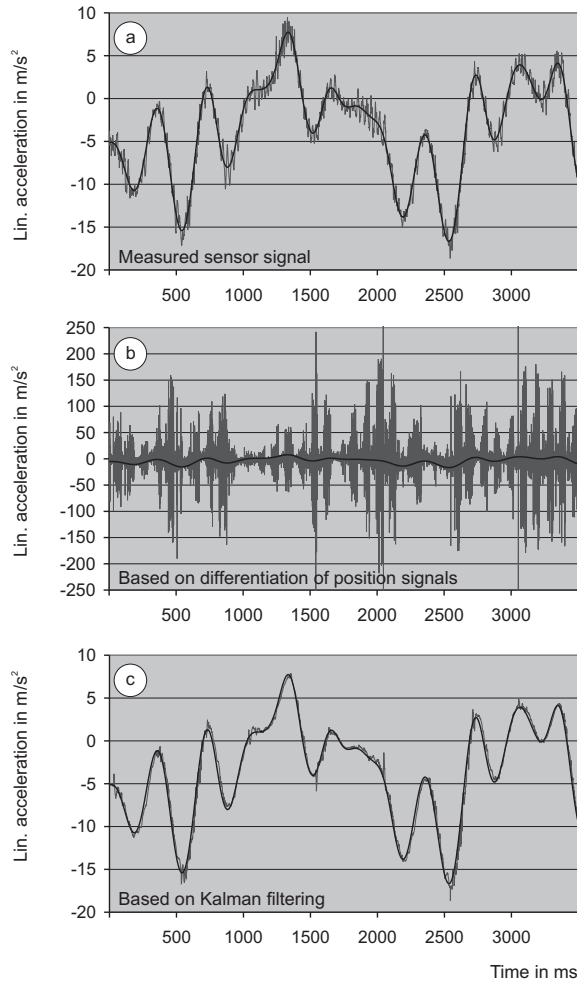 10
5
0
-5
-10
-15
-20
Lin. acceleration in m/s²
a
Measured sensor signal
500 1000 1500 2000 2500 3000
250
200
150
100
50
0
-50
-100
-150
-200
-250
Lin. acceleration in m/s²
b
Based on differentiation of position signals
500 1000 1500 2000 2500 3000
10
5
0
-5
-10
-15
-20
Lin. acceleration in m/s²
c
Based on Kalman filtering
500 1000 1500 2000 2500 3000
Time in ms